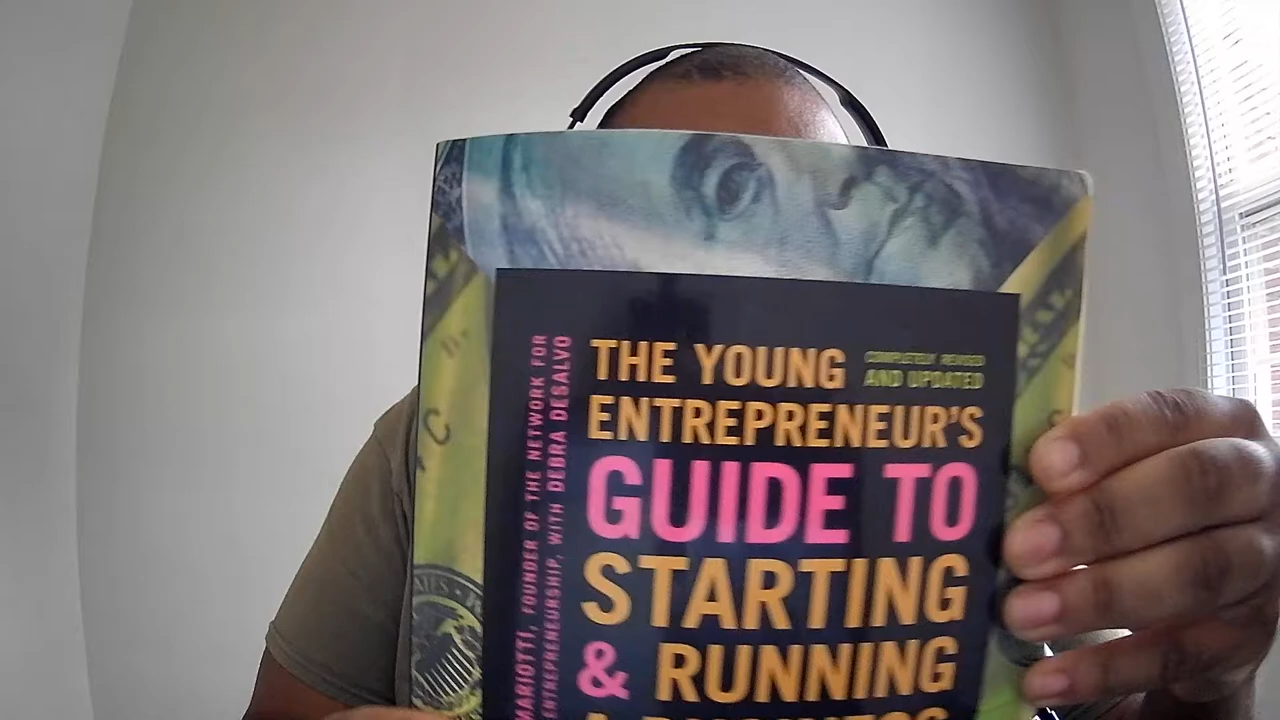 THE YOUNG
COMPLETELY REVISED
AND UPDATED
ENTREPRENEUR'S
GUIDE TO
STARTING
& RUNNING
A BUSINESS
MARIOTTI, FOUNDER OF THE NETWORK FOR
ENTREPRENEURSHIP, WITH DEBRA DESALVO